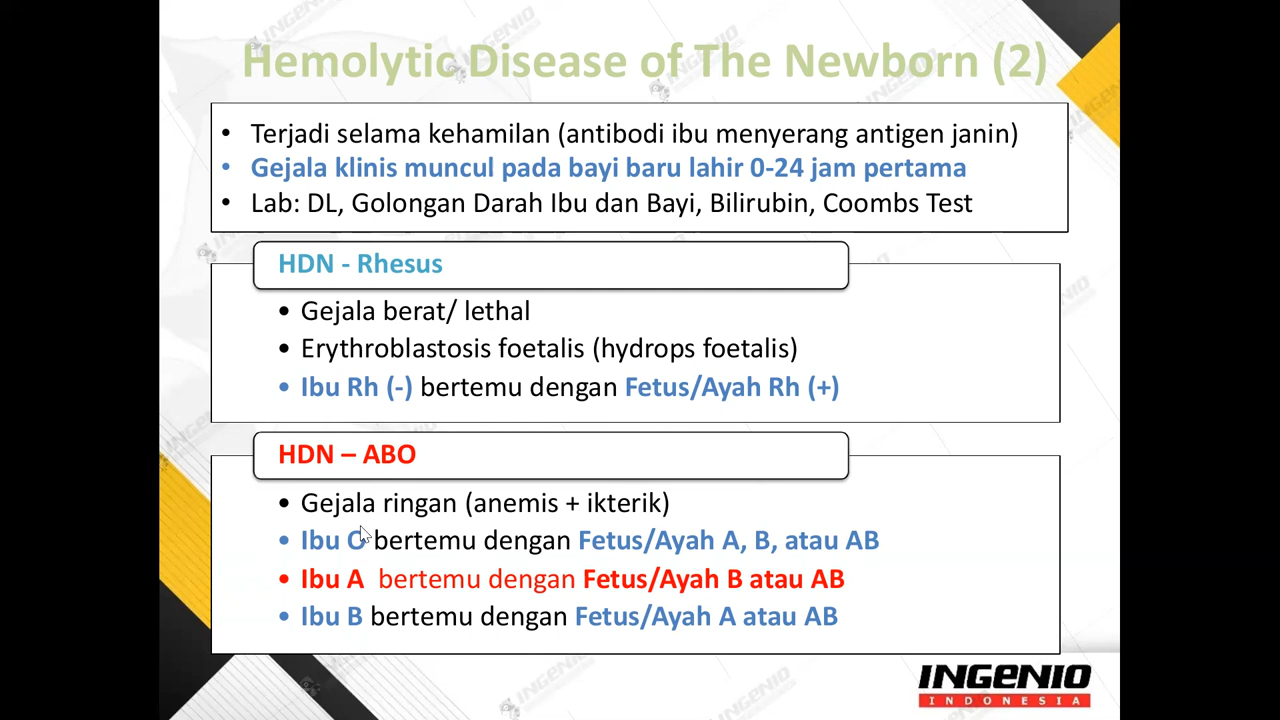 Hemolytic Disease of The Newborn (2)
• Terjadi selama kehamilan (antibodi ibu menyerang antigen janin)
• Gejala klinis muncul pada bayi baru lahir 0-24 jam pertama
• Lab: DL, Golongan Darah Ibu dan Bayi, Bilirubin, Coombs Test
HDN - Rhesus
• Gejala berat/ lethal
• Erythroblastosis foetalis (hydrops foetalis)
• Ibu Rh (-) bertemu dengan Fetus/Ayah Rh (+)
HDN – ABO
• Gejala ringan (anemis + ikterik)
• Ibu O bertemu dengan Fetus/Ayah A, B, atau AB
• Ibu A bertemu dengan Fetus/Ayah B atau AB
• Ibu B bertemu dengan Fetus/Ayah A atau AB
INGENIO
INDONESIA